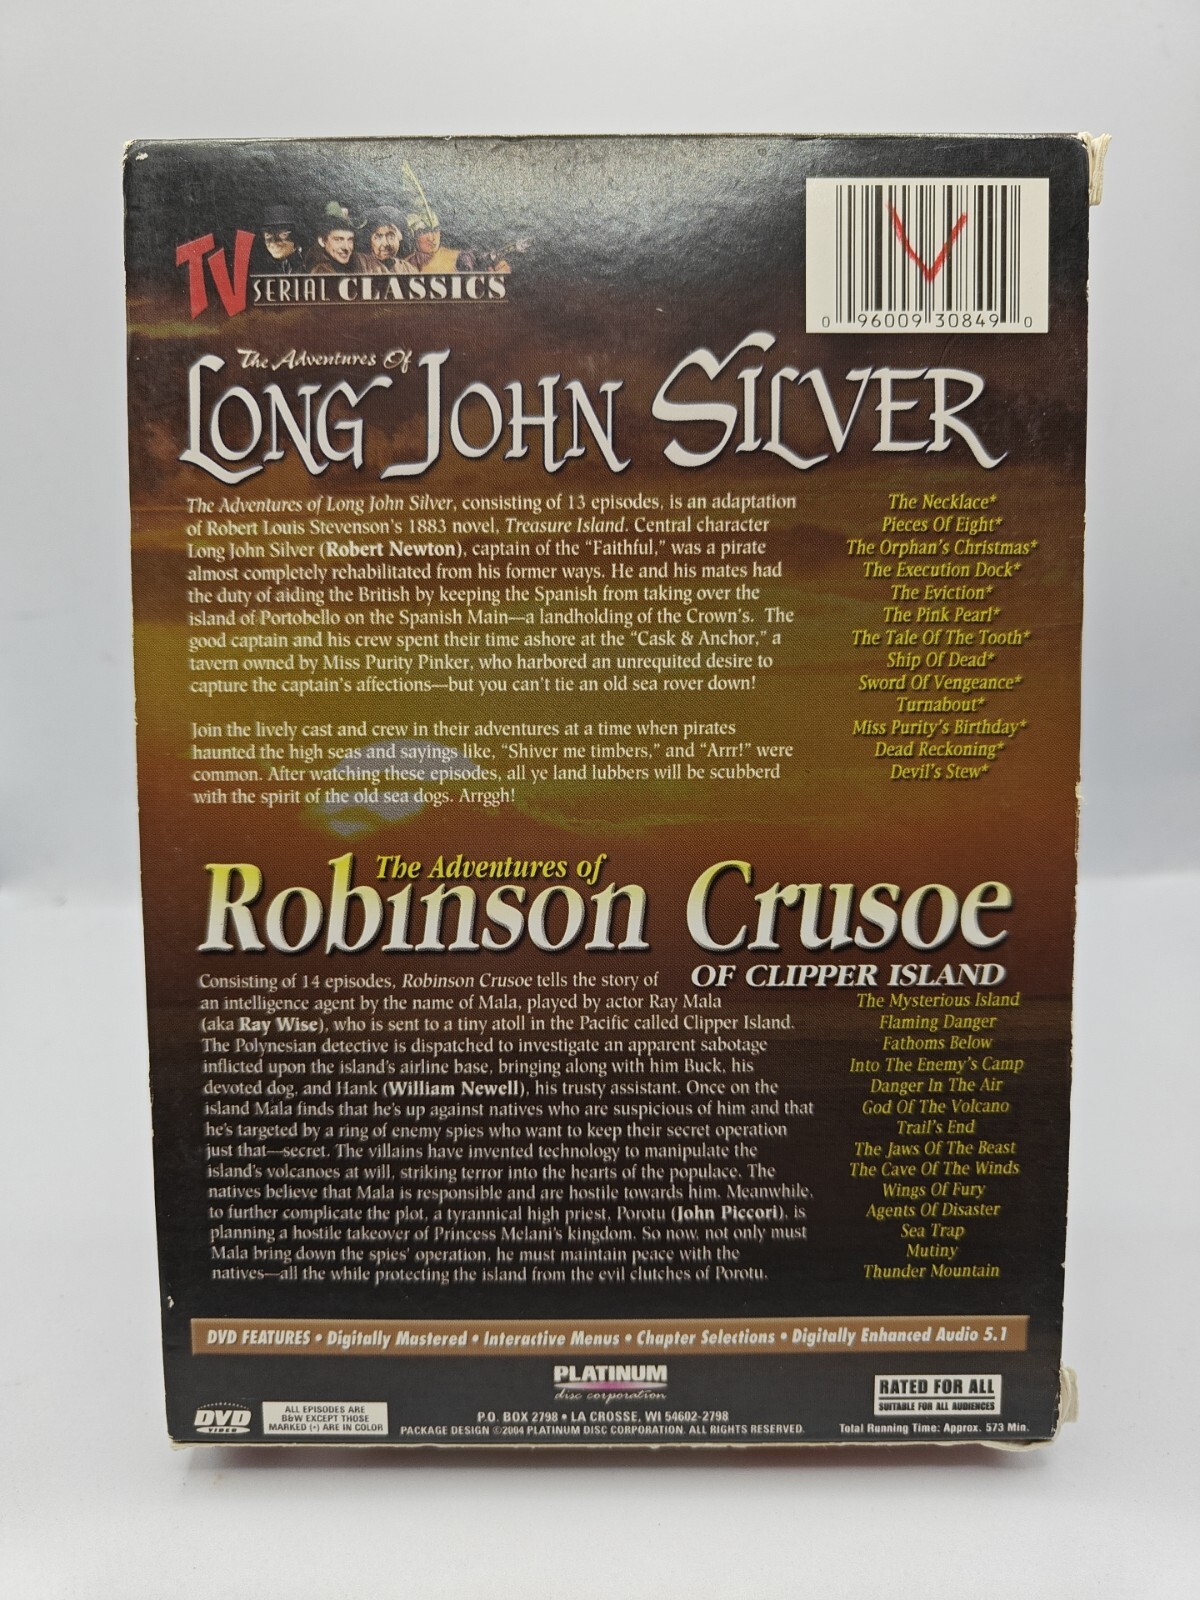 TV SERIAL CLASSICS
0 96009 30849 0
The Adventures Of
LONG JOHN SILVER
The Adventures of Long John Silver, consisting of 13 episodes, is an adaptation
of Robert Louis Stevenson's 1883 novel, Treasure Island. Central character
Long John Silver (Robert Newton), captain of the "Faithful," was a pirate
almost completely rehabilitated from his former ways. He and his mates had
the duty of aiding the British by keeping the Spanish from taking over the
island of Portobello on the Spanish Main—a landholding of the Crown's. The
good captain and his crew spent their time ashore at the "Cask & Anchor," a
tavern owned by Miss Purity Pinker, who harbored an unrequited desire to
capture the captain's affections—but you can't tie an old sea rover down!
Join the lively cast and crew in their adventures at a time when pirates
haunted the high seas and sayings like, "Shiver me timbers," and "Arrr!" were
common. After watching these episodes, all ye land lubbers will be scubberd
with the spirit of the old sea dogs. Arrggh!
The Necklace*
Pieces Of Eight*
The Orphan's Christmas*
The Execution Dock*
The Eviction*
The Pink Pearl*
The Tale Of The Tooth*
Ship Of Dead*
Sword Of Vengeance*
Turnabout*
Miss Purity's Birthday*
Dead Reckoning*
Devil's Stew*
The Adventures of
Robinson Crusoe
OF CLIPPER ISLAND
Consisting of 14 episodes, Robinson Crusoe tells the story of
an intelligence agent by the name of Mala, played by actor Ray Mala
(aka Ray Wise), who is sent to a tiny atoll in the Pacific called Clipper Island.
The Polynesian detective is dispatched to investigate an apparent sabotage
inflicted upon the island's airline base, bringing along with him Buck, his
devoted dog, and Hank (William Newell), his trusty assistant. Once on the
island Mala finds that he's up against natives who are suspicious of him and that
he's targeted by a ring of enemy spies who want to keep their secret operation
just that—secret. The villains have invented technology to manipulate the
island's volcanoes at will, striking terror into the hearts of the populace. The
natives believe that Mala is responsible and are hostile towards him. Meanwhile,
to further complicate the plot, a tyrannical high priest, Porotu (John Piccori), is
planning a hostile takeover of Princess Melani's kingdom. So now, not only must
Mala bring down the spies' operation, he must maintain peace with the
natives—all the while protecting the island from the evil clutches of Porotu.
The Mysterious Island
Flaming Danger
Fathoms Below
Into The Enemy's Camp
Danger In The Air
God Of The Volcano
Trail's End
The Jaws Of The Beast
The Cave Of The Winds
Wings Of Fury
Agents Of Disaster
Sea Trap
Mutiny
Thunder Mountain
DVD FEATURES • Digitally Mastered • Interactive Menus • Chapter Selections • Digitally Enhanced Audio 5.1
PLATINUM
disc corporation
RATED FOR ALL
SUITABLE FOR ALL AUDIENCES
DVD
VIDEO
ALL EPISODES ARE
B&W EXCEPT THOSE
MARKED (*) ARE IN COLOR
P.O. BOX 2798 • LA CROSSE, WI 54602-2798
PACKAGE DESIGN ©2004 PLATINUM DISC CORPORATION. ALL RIGHTS RESERVED.
Total Running Time: Approx. 573 Min.